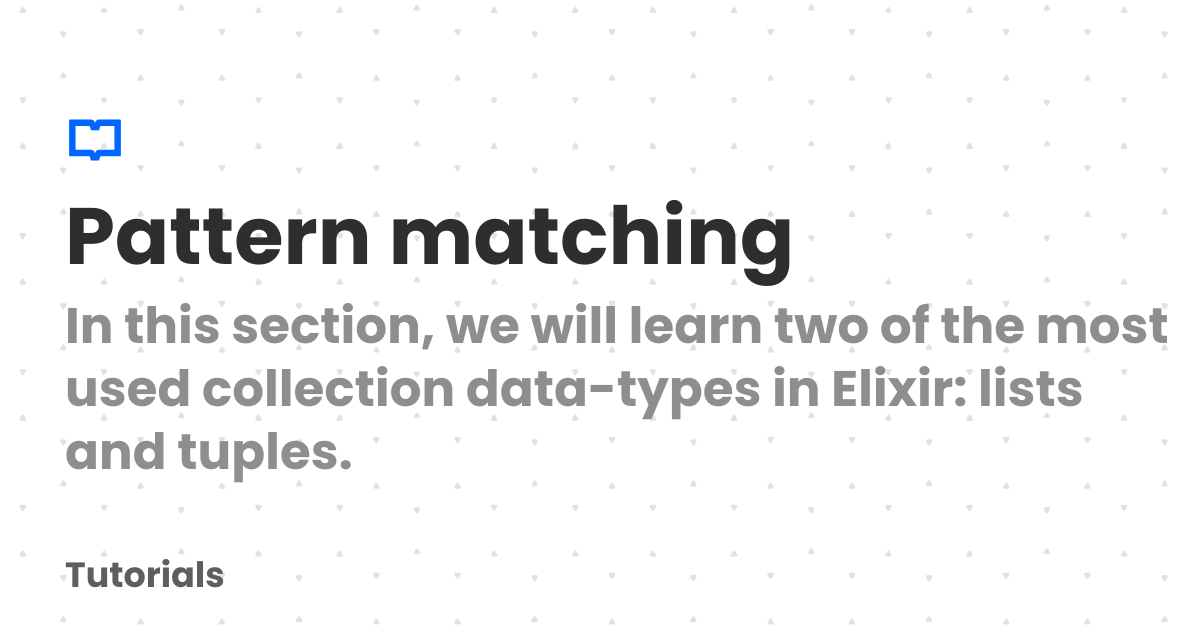 Pattern matching
In this section, we will learn two of the most
used collection data-types in Elixir: lists
and tuples.
Tutorials